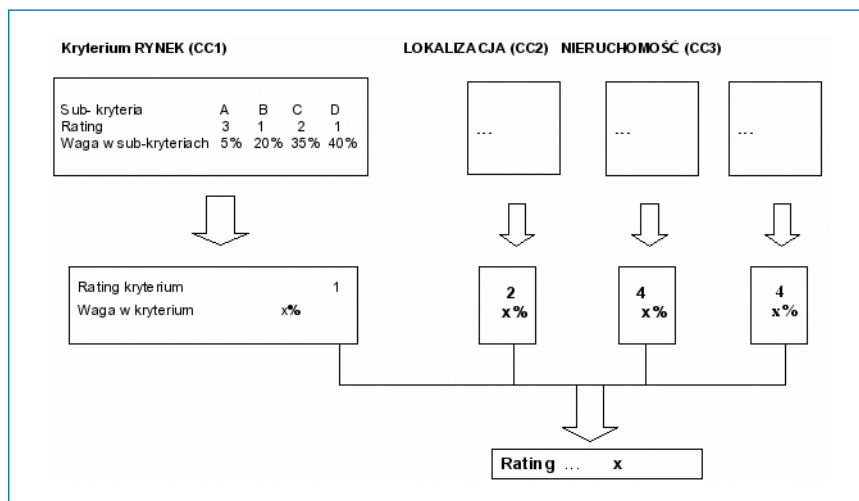 Kryterium RYNEK (CC1) LOKALIZACJA (CC2) NIERUCHOMOŚĆ (CC3)
Sub- kryteria A B C D
Rating 3 1 2 1
Waga w sub-kryteriach 5% 20% 35% 40%
... ... ...
Rating kryterium 1
Waga w kryterium x%
2 4 4
x% x% x%
Rating ... x